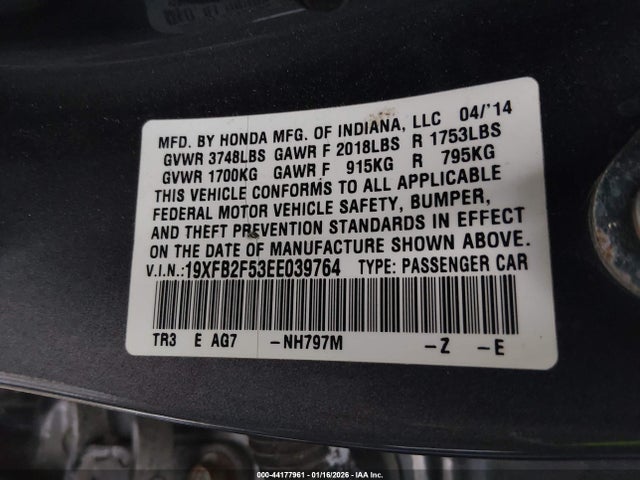 MFD. BY HONDA MFG. OF INDIANA, LLC 04/'14
GVWR 3748LBS GAWR F 2018LBS R 1753LBS
GVWR 1700KG GAWR F 915KG R 795KG
THIS VEHICLE CONFORMS TO ALL APPLICABLE
FEDERAL MOTOR VEHICLE SAFETY, BUMPER,
AND THEFT PREVENTION STANDARDS IN EFFECT
ON THE DATE OF MANUFACTURE SHOWN ABOVE.
V.I.N.:19XFB2F53EE039764 TYPE: PASSENGER CAR
TR3 E AG7 -NH797M -Z -E
000-44177961 - 01/16/2026 - IAA Inc.